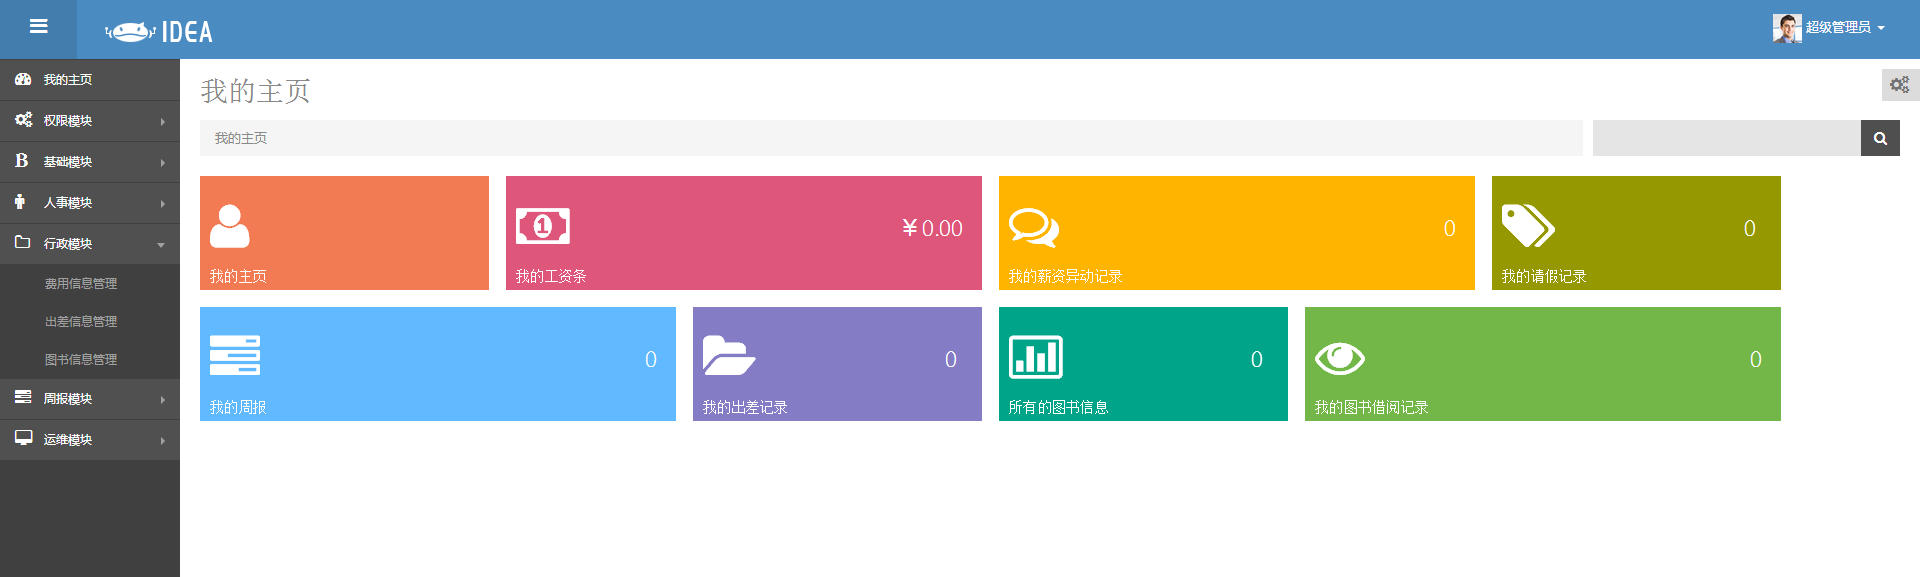 IDEA
超级管理员
我的主页
权限模块
基础模块
人事模块
行政模块
费用信息管理
出差信息管理
图书信息管理
周报模块
运维模块
我的主页
我的主页
我的主页
￥0.00
我的工资条
0
我的薪资异动记录
0
我的请假记录
0
我的周报
0
我的出差记录
0
所有的图书信息
0
我的图书借阅记录